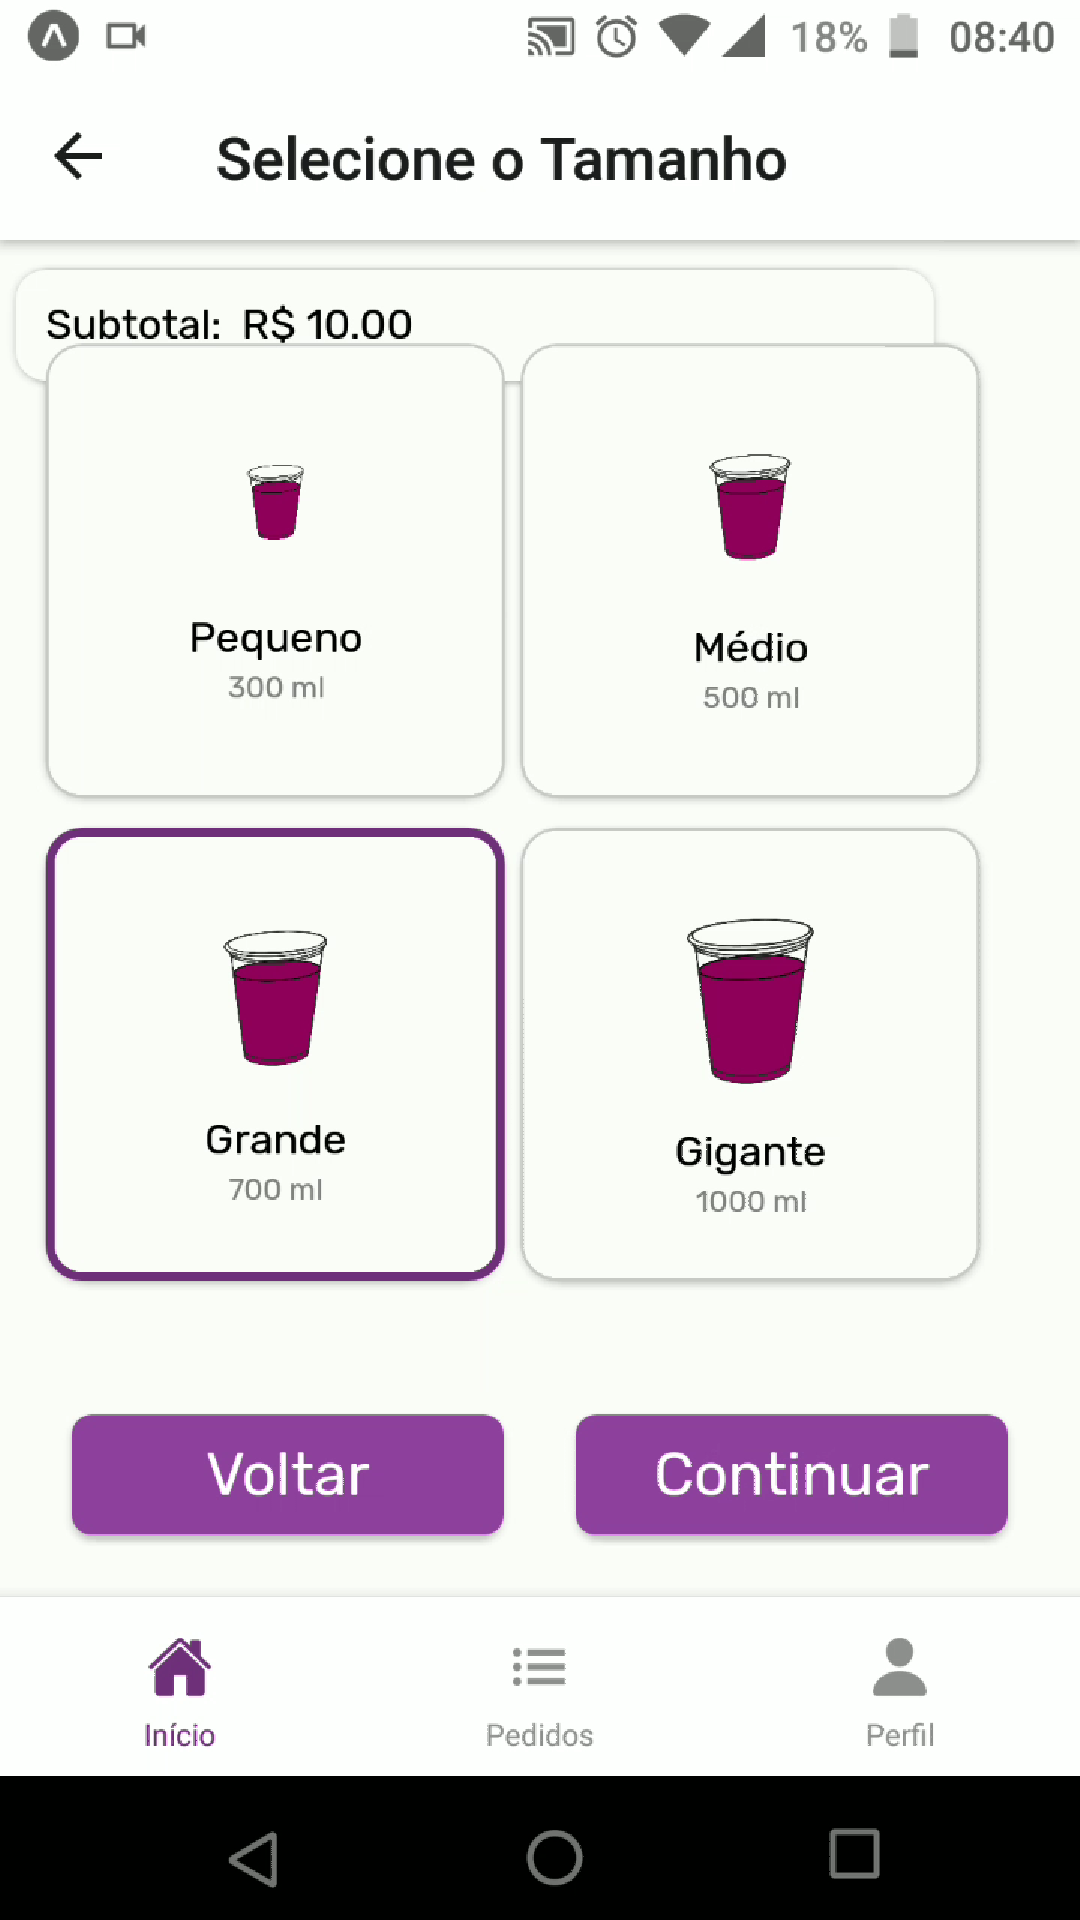 18% 08:40
Selecione o Tamanho
Subtotal: R$ 10.00
Pequeno
300 ml
Médio
500 ml
Grande
700 ml
Gigante
1000 ml
Voltar
Continuar
Início
Pedidos
Perfil